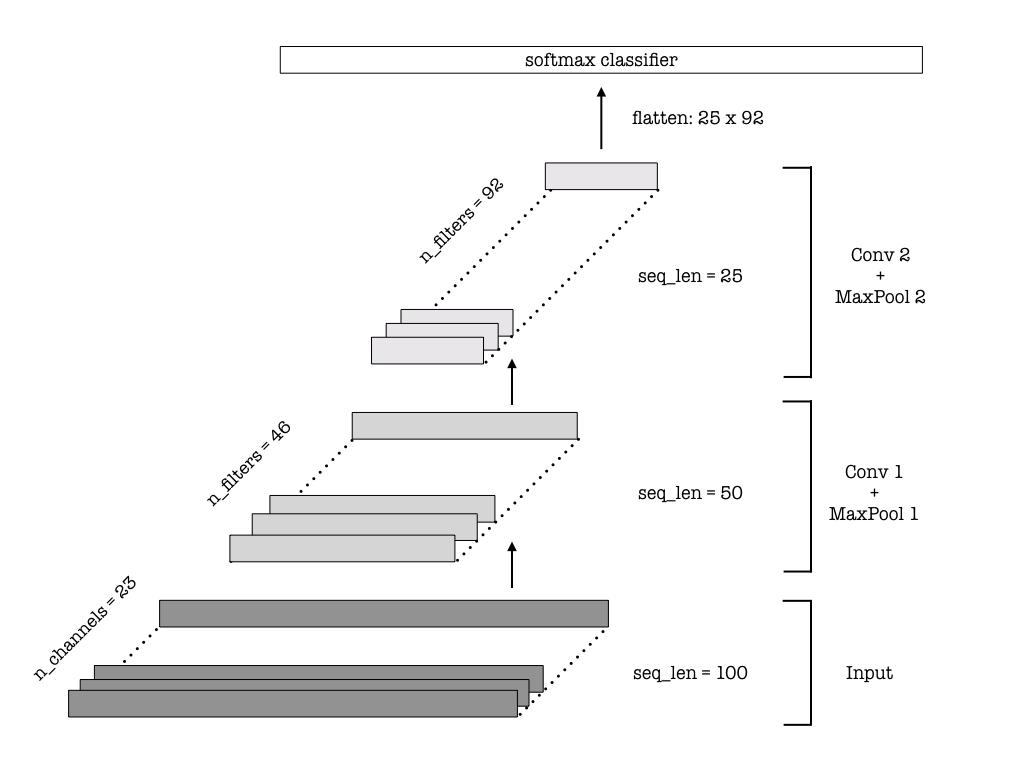 softmax classifier
flatten: 25 x 92
n_filters = 92
seq_len = 25
Conv 2
+
MaxPool 2
n_filters = 46
seq_len = 50
Conv 1
+
MaxPool 1
n_channels = 23
seq_len = 100
Input